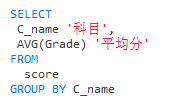 SELECT
C_name '科目',
AVG(Grade) '平均分'
FROM
score
GROUP BY C_name